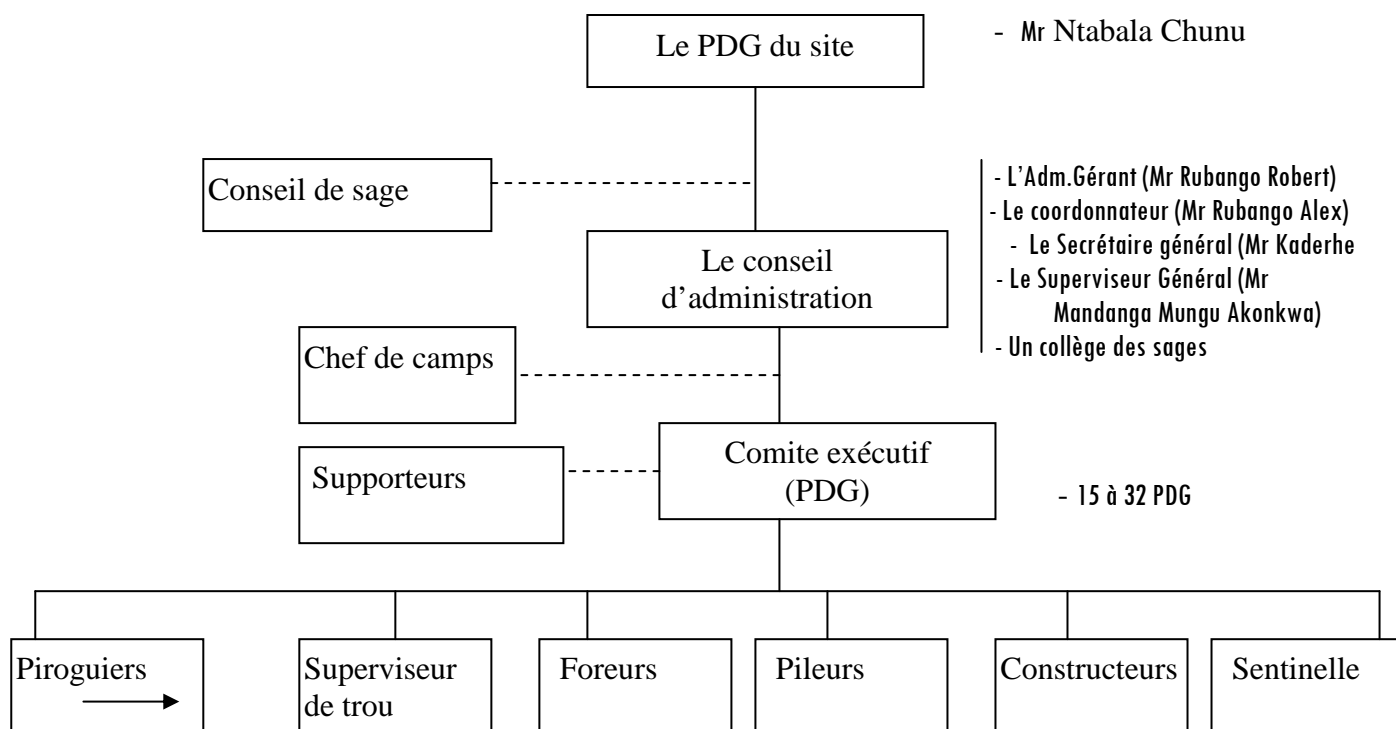 Le PDG du site
- Mr Ntabala Chunu
Conseil de sage
- L'Adm.Gérant (Mr Rubango Robert)
- Le coordonnateur (Mr Rubango Alex)
- Le Secrétaire général (Mr Kaderhe
- Le Superviseur Général (Mr
Mandanga Mungu Akonkwa)
- Un collège des sages
Le conseil
d'administration
Chef de camps
Supporteurs
Comite exécutif
(PDG)
- 15 à 32 PDG
Piroguiers
Superviseur
de trou
Foreurs
Pileurs
Constructeurs
Sentinelle